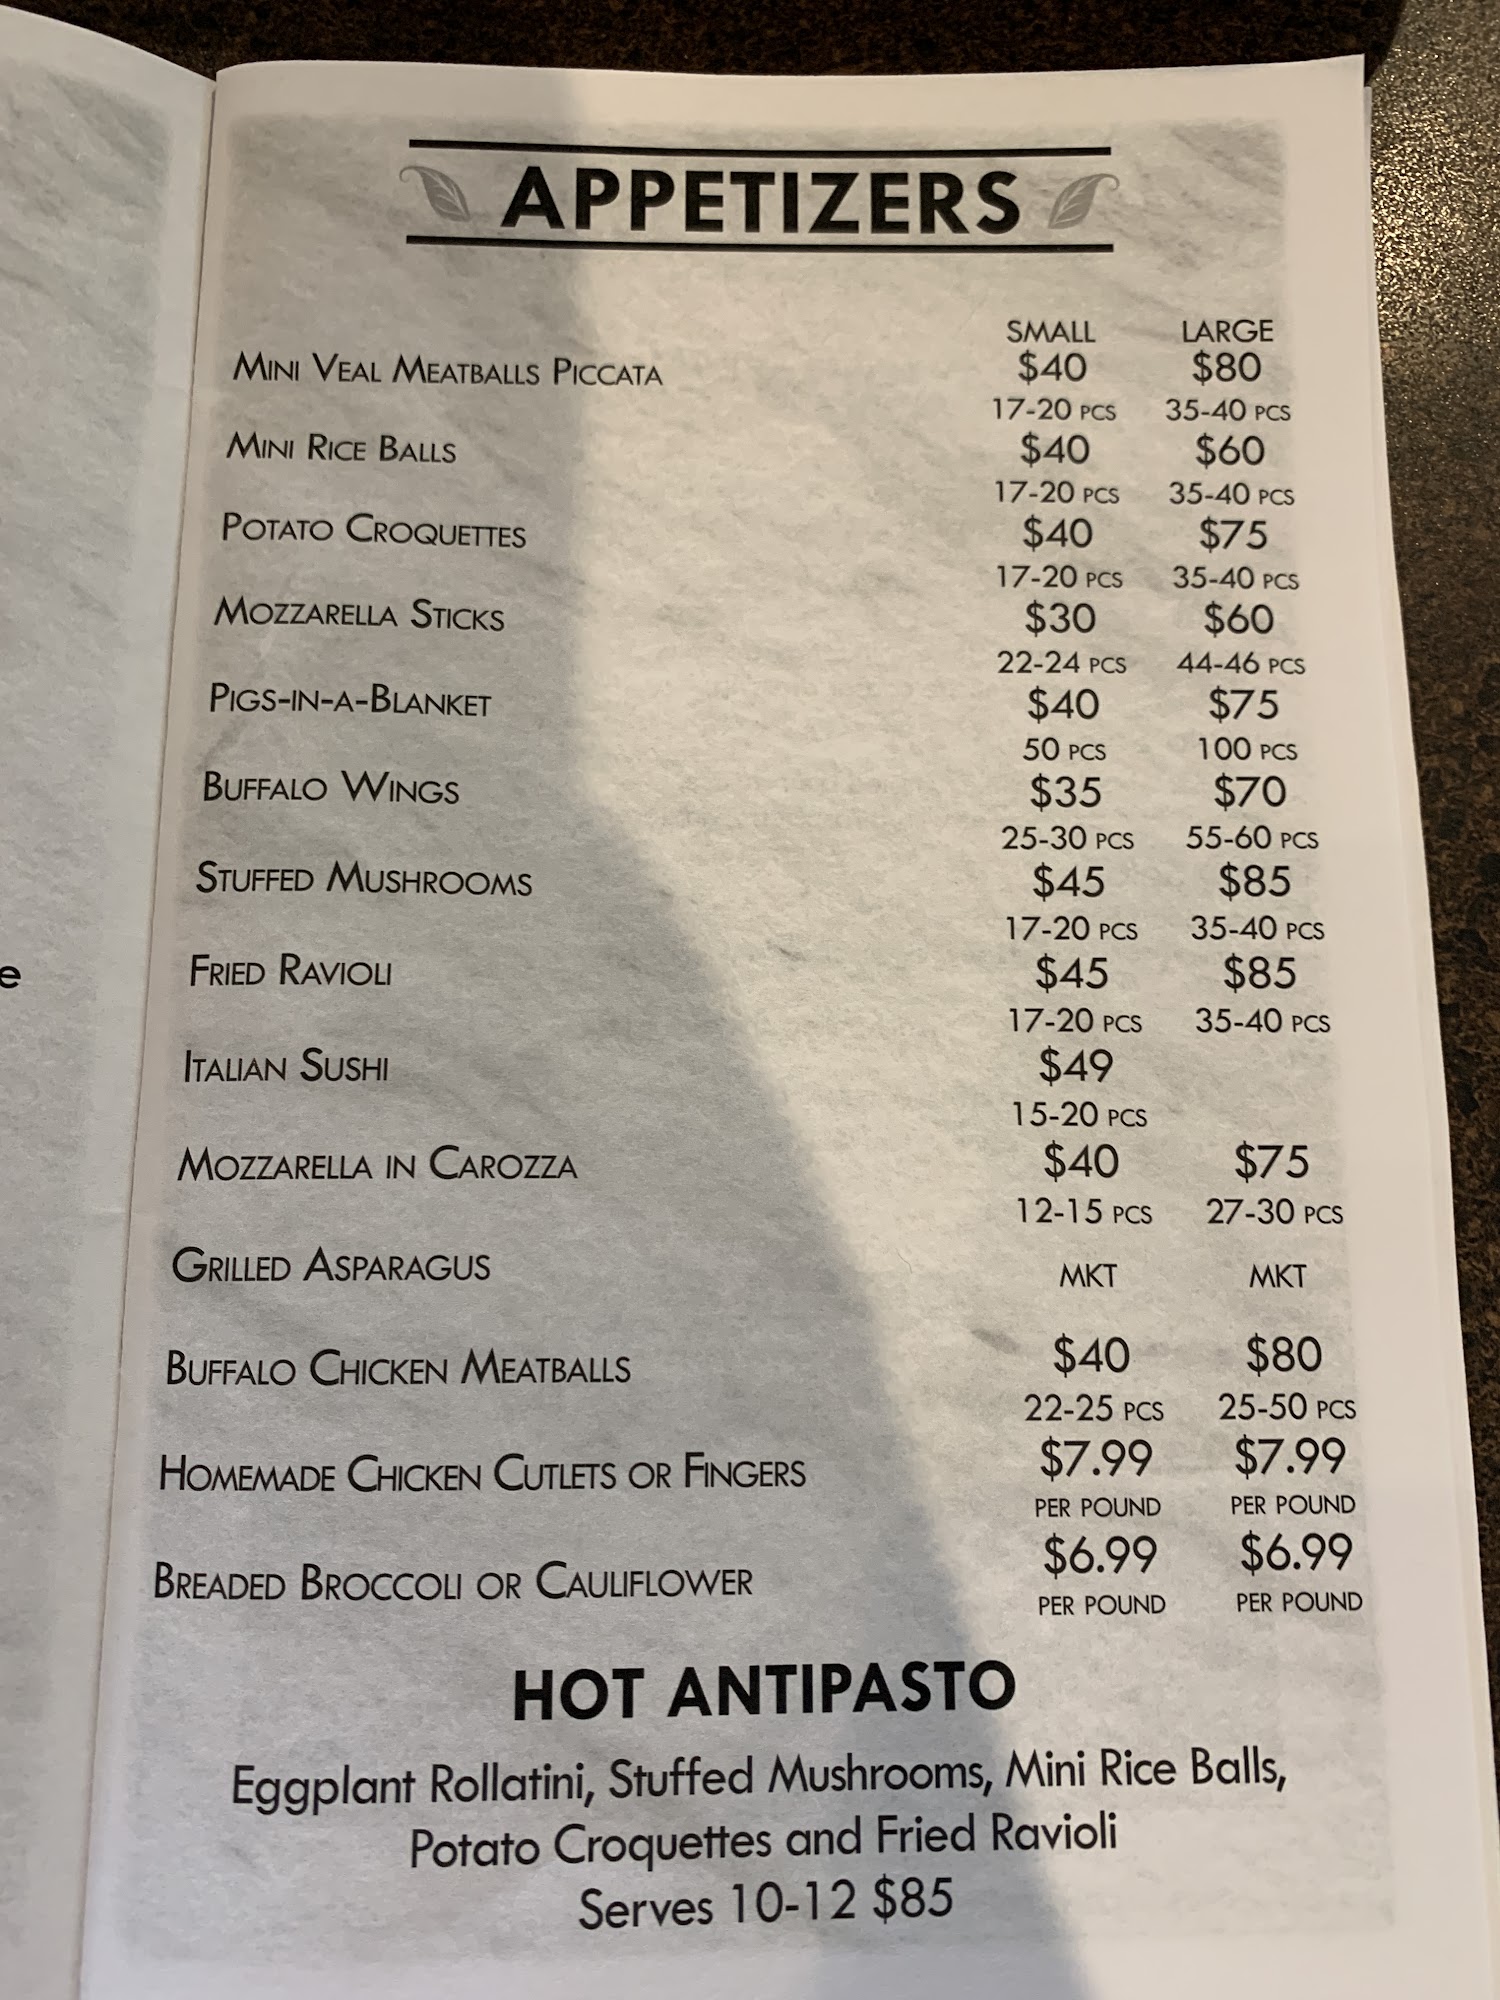 APPETIZERS
SMALL LARGE
Mini Veal Meatballs Piccata $40 $80
17-20 pcs 35-40 pcs
Mini Rice Balls $40 $60
17-20 pcs 35-40 pcs
Potato Croquettes $40 $75
17-20 pcs 35-40 pcs
Mozzarella Sticks $30 $60
22-24 pcs 44-46 pcs
Pigs-in-a-Blanket $40 $75
50 pcs 100 pcs
Buffalo Wings $35 $70
25-30 pcs 55-60 pcs
Stuffed Mushrooms $45 $85
17-20 pcs 35-40 pcs
Fried Ravioli $45 $85
17-20 pcs 35-40 pcs
Italian Sushi $49
15-20 pcs
Mozzarella in Carozza $40 $75
12-15 pcs 27-30 pcs
Grilled Asparagus MKT MKT
Buffalo Chicken Meatballs $40 $80
22-25 pcs 25-50 pcs
Homemade Chicken Cutlets or Fingers $7.99 $7.99
per pound per pound
Breaded Broccoli or Cauliflower $6.99 $6.99
per pound per pound
HOT ANTIPASTO
Eggplant Rollatini, Stuffed Mushrooms, Mini Rice Balls,
Potato Croquettes and Fried Ravioli
Serves 10-12 $85
e